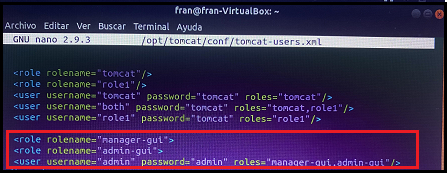 fran@fran-VirtualBox: ~
Archivo Editar Ver Buscar Terminal Ayuda
GNU nano 2.9.3 /opt/tomcat/conf/tomcat-users.xml
<role rolename="tomcat"/>
<role rolename="role1"/>
<user username="tomcat" password="tomcat" roles="tomcat"/>
<user username="both" password="tomcat" roles="tomcat,role1"/>
<user username="role1" password="tomcat" roles="role1"/>
<role rolename="manager-gui">
<role rolename="admin-gui">
<user username="admin" password="admin" roles="manager-gui,admin-gui"/>